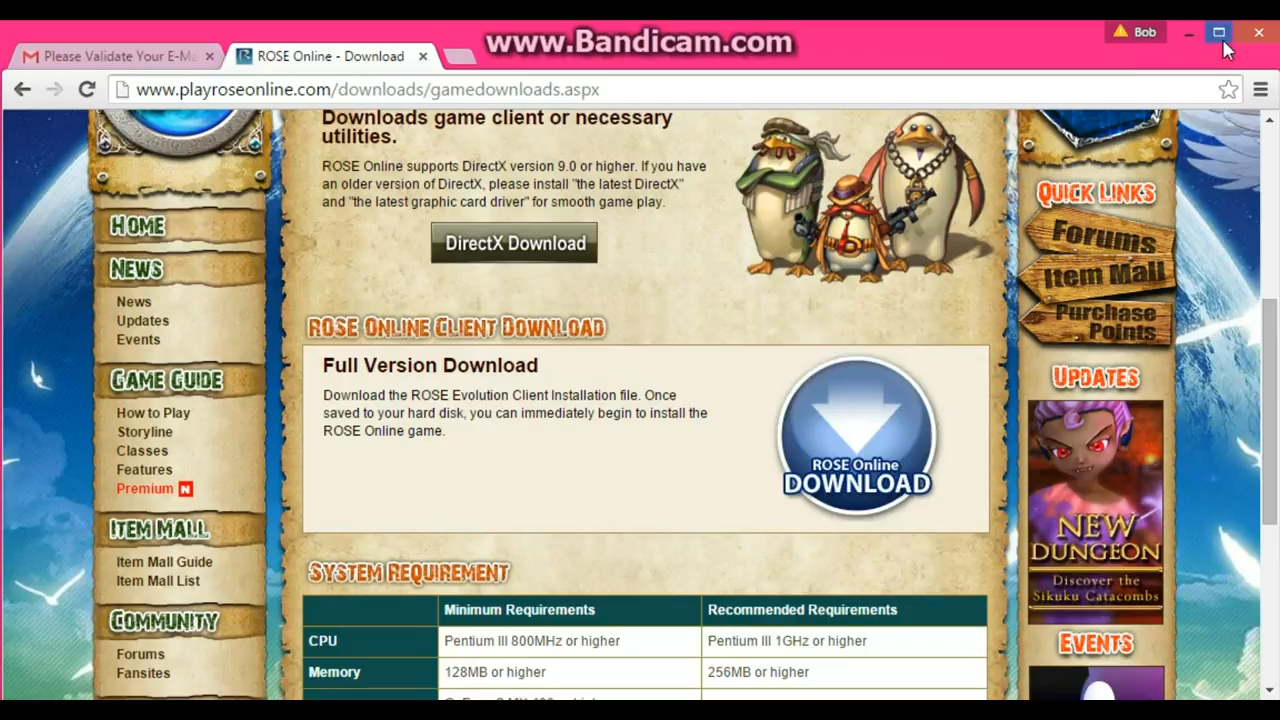 www.Bandicam.com
Bob
Please Validate Your E-Ma
ROSE Online - Download
www.playroseonline.com/downloads/gamedownloads.aspx
Downloads game client or necessary
utilities.
ROSE Online supports DirectX version 9.0 or higher. If you have
an older version of DirectX, please install "the latest DirectX"
and "the latest graphic card driver" for smooth game play.
DirectX Download
HOME
NEWS
News
Updates
Events
GAME GUIDE
How to Play
Storyline
Classes
Features
Premium N
ITEM MALL
Item Mall Guide
Item Mall List
COMMUNITY
Forums
Fansites
ROSE ONLINE CLIENT DOWNLOAD
Full Version Download
Download the ROSE Evolution Client Installation file. Once
saved to your hard disk, you can immediately begin to install the
ROSE Online game.
ROSE Online
DOWNLOAD
SYSTEM REQUIREMENT
Minimum Requirements Recommended Requirements
CPU Pentium III 800MHz or higher Pentium III 1GHz or higher
Memory 128MB or higher 256MB or higher
QUICK LINKS
Forums
Item Mall
Purchase
Points
UPDATES
NEW
DUNGEON
Discover the
Sikuku Catacombs
EVENTS